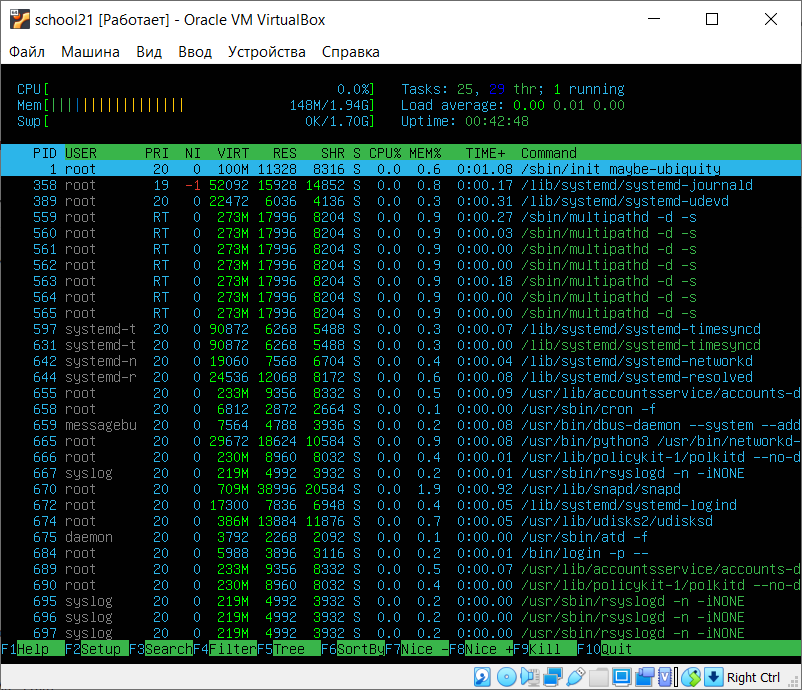 school21 [Работает] - Oracle VM VirtualBox
Файл Машина Вид Ввод Устройства Справка
CPU[ 0.0%] Tasks: 25, 29 thr; 1 running
Mem[||||||||||||||||| 148M/1.94G] Load average: 0.00 0.01 0.00
Swp[ 0K/1.70G] Uptime: 00:42:48
PID USER PRI NI VIRT RES SHR S CPU% MEM% TIME+ Command
1 root 20 0 100M 11328 8316 S 0.0 0.6 0:01.08 /sbin/init maybe-ubiquity
358 root 19 -1 52092 15928 14852 S 0.0 0.8 0:00.17 /lib/systemd/systemd-journald
389 root 20 0 22472 6036 4136 S 0.0 0.3 0:00.31 /lib/systemd/systemd-udevd
559 root RT 0 273M 17996 8204 S 0.0 0.9 0:00.27 /sbin/multipathd -d -s
560 root RT 0 273M 17996 8204 S 0.0 0.9 0:00.03 /sbin/multipathd -d -s
561 root RT 0 273M 17996 8204 S 0.0 0.9 0:00.00 /sbin/multipathd -d -s
562 root RT 0 273M 17996 8204 S 0.0 0.9 0:00.00 /sbin/multipathd -d -s
563 root RT 0 273M 17996 8204 S 0.0 0.9 0:00.18 /sbin/multipathd -d -s
564 root RT 0 273M 17996 8204 S 0.0 0.9 0:00.00 /sbin/multipathd -d -s
565 root RT 0 273M 17996 8204 S 0.0 0.9 0:00.00 /sbin/multipathd -d -s
597 systemd-t 20 0 90872 6268 5488 S 0.0 0.3 0:00.07 /lib/systemd/systemd-timesyncd
631 systemd-t 20 0 90872 6268 5488 S 0.0 0.3 0:00.00 /lib/systemd/systemd-timesyncd
642 systemd-n 20 0 19060 7568 6704 S 0.0 0.4 0:00.04 /lib/systemd/systemd-networkd
644 systemd-r 20 0 24536 12068 8172 S 0.0 0.6 0:00.08 /lib/systemd/systemd-resolved
655 root 20 0 233M 9356 8332 S 0.0 0.5 0:00.09 /usr/lib/accountsservice/accounts-d
658 root 20 0 6812 2872 2664 S 0.0 0.1 0:00.00 /usr/sbin/cron -f
659 messagebu 20 0 7564 4788 3936 S 0.0 0.2 0:00.08 /usr/bin/dbus-daemon --system --add
665 root 20 0 29672 18624 10584 S 0.0 0.9 0:00.08 /usr/bin/python3 /usr/bin/networkd-
666 root 20 0 230M 8960 8032 S 0.0 0.4 0:00.01 /usr/lib/policykit-1/polkitd --no-d
667 syslog 20 0 219M 4992 3932 S 0.0 0.2 0:00.01 /usr/sbin/rsyslogd -n -iNONE
670 root 20 0 709M 38996 20584 S 0.0 1.9 0:00.92 /usr/lib/snapd/snapd
672 root 20 0 17300 7836 6948 S 0.0 0.4 0:00.05 /lib/systemd/systemd-logind
674 root 20 0 386M 13884 11876 S 0.0 0.7 0:00.05 /usr/lib/udisks2/udisksd
675 daemon 20 0 3792 2268 2092 S 0.0 0.1 0:00.00 /usr/sbin/atd -f
684 root 20 0 5988 3896 3116 S 0.0 0.2 0:00.01 /bin/login -p --
689 root 20 0 233M 9356 8332 S 0.0 0.5 0:00.07 /usr/lib/accountsservice/accounts-d
690 root 20 0 230M 8960 8032 S 0.0 0.4 0:00.00 /usr/lib/policykit-1/polkitd --no-d
695 syslog 20 0 219M 4992 3932 S 0.0 0.2 0:00.00 /usr/sbin/rsyslogd -n -iNONE
696 syslog 20 0 219M 4992 3932 S 0.0 0.2 0:00.00 /usr/sbin/rsyslogd -n -iNONE
697 syslog 20 0 219M 4992 3932 S 0.0 0.2 0:00.00 /usr/sbin/rsyslogd -n -iNONE
F1Help F2Setup F3SearchF4FilterF5Tree F6SortByF7Nice -F8Nice +F9Kill F10Quit
Right Ctrl